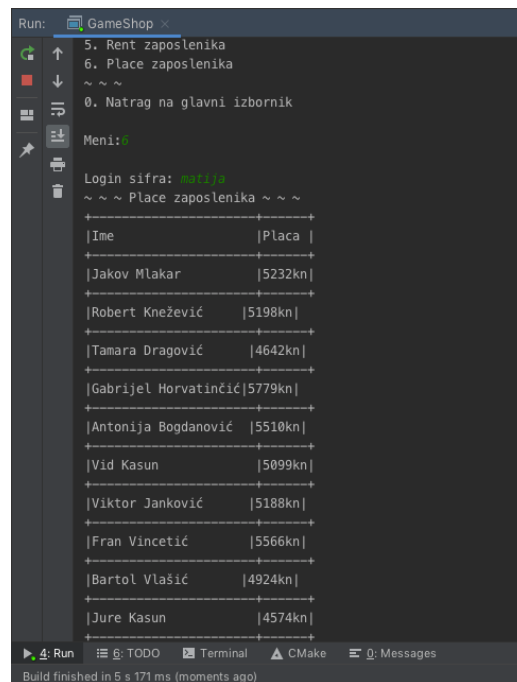 Run: GameShop ×
5. Rent zaposlenika
6. Place zaposlenika
~ ~ ~
0. Natrag na glavni izbornik
Meni:6
Login sifra: matija
~ ~ ~ Place zaposlenika ~ ~ ~
+----------------------+------+
|Ime                   |Placa |
+----------------------+------+
|Jakov Mlakar          |5232kn|
+----------------------+------+
|Robert Knežević     |5198kn|
+----------------------+------+
|Tamara Dragović      |4642kn|
+----------------------+------+
|Gabrijel Horvatinčić|5779kn|
+----------------------+------+
|Antonija Bogdanović  |5510kn|
+----------------------+------+
|Vid Kasun             |5099kn|
+----------------------+------+
|Viktor Janković      |5188kn|
+----------------------+------+
|Fran Vincetić        |5566kn|
+----------------------+------+
|Bartol Vlašić       |4924kn|
+----------------------+------+
|Jure Kasun            |4574kn|
+----------------------+------+
4: Run 6: TODO Terminal CMake 0: Messages
Build finished in 5 s 171 ms (moments ago)